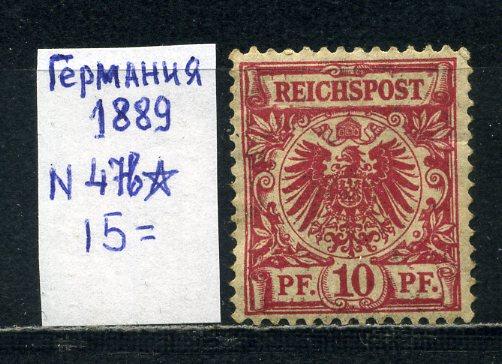 Германия
1889
N 47b☆
15=
REICHSPOST
PF. 10 PF.